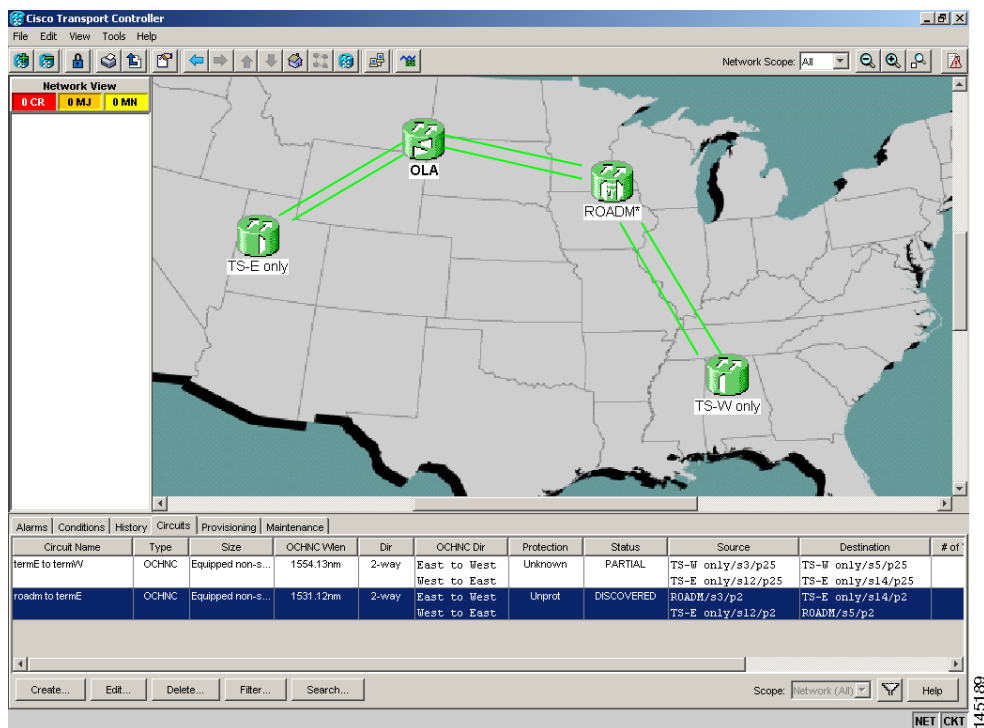 Cisco Transport Controller
File Edit View Tools Help
Network Scope: All
Network View
0 CR 0 MJ 0 MN
OLA
ROADM*
TS-E only
TS-W only
Alarms Conditions History Circuits Provisioning Maintenance
Circuit Name Type Size OCHNC Wlen Dir OCHNC Dir Protection Status Source Destination # of
termE to termW OCHNC Equipped non-s... 1554.13nm 2-way East to West Unknown PARTIAL TS-W only/s3/p25 TS-W only/s5/p25
West to East TS-E only/s12/p25 TS-E only/s14/p25
roadm to termE OCHNC Equipped non-s... 1531.12nm 2-way East to West Unprot DISCOVERED ROADM/s3/p2 TS-E only/s14/p2
West to East TS-E only/s12/p2 ROADM/s5/p2
Create... Edit... Delete... Filter... Search... Scope: Network (All) Help
NET CKT
145189